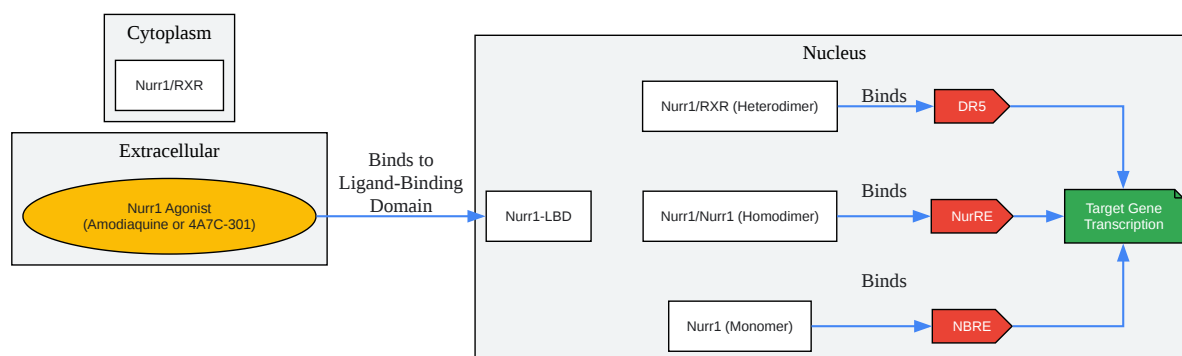 Cytoplasm
Nurr1/RXR
Extracellular
Nurr1 Agonist
(Amodiaquine or 4A7C-301)
Binds to
Ligand-Binding
Domain
Nucleus
Nurr1-LBD
Nurr1/RXR (Heterodimer)
Binds
DR5
Nurr1/Nurr1 (Homodimer)
Binds
NurRE
Nurr1 (Monomer)
Binds
NBRE
Target Gene
Transcription